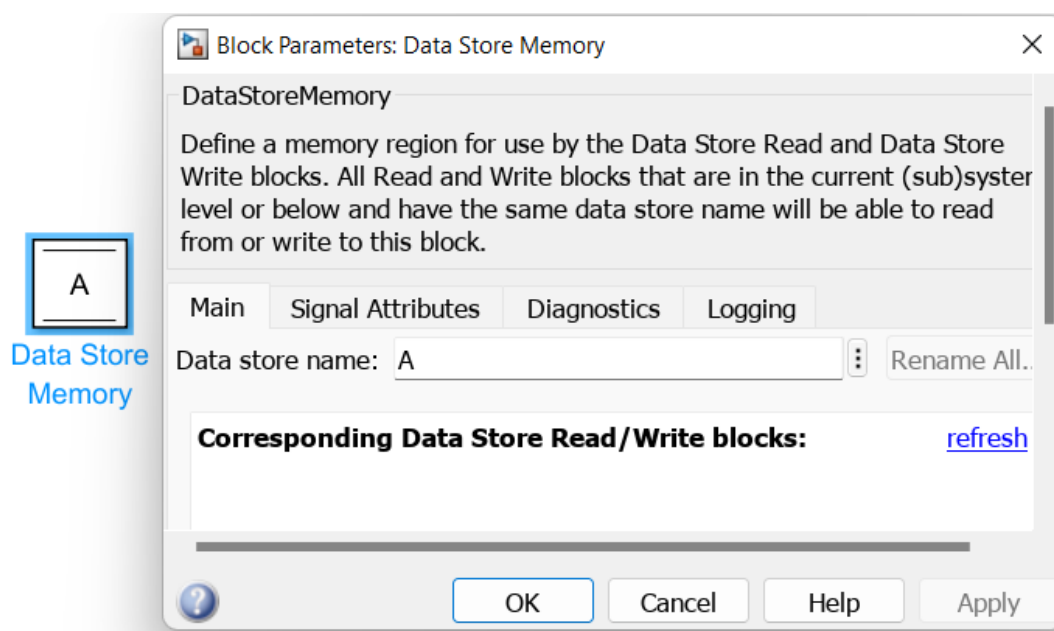 Block Parameters: Data Store Memory
DataStoreMemory
Define a memory region for use by the Data Store Read and Data Store
Write blocks. All Read and Write blocks that are in the current (sub)syster
level or below and have the same data store name will be able to read
from or write to this block.
A
Data Store
Memory
Main Signal Attributes Diagnostics Logging
Data store name: A Rename All..
Corresponding Data Store Read/Write blocks: refresh
? OK Cancel Help Apply